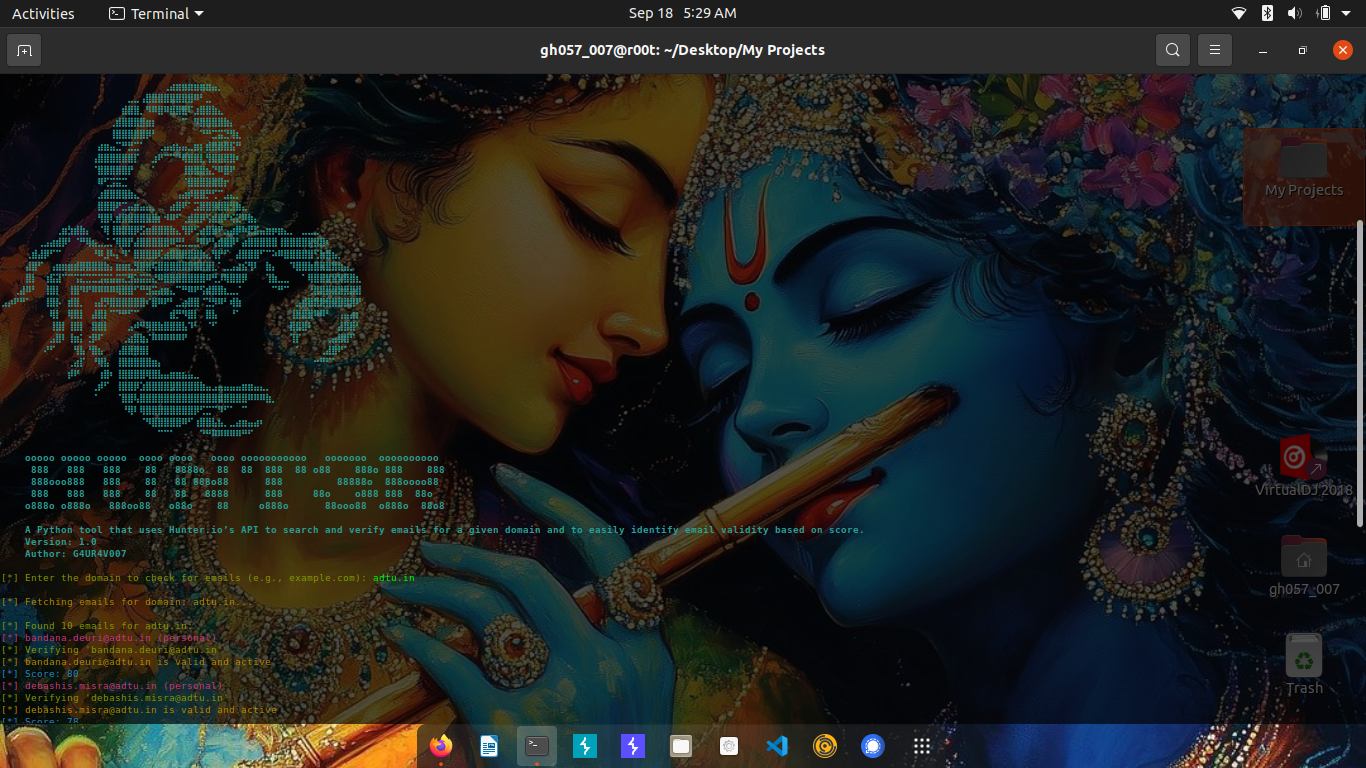 Activities
Terminal
Sep 18 5:29 AM
gh057_007@r00t: ~/Desktop/My Projects
My Projects
VirtualDJ 2018
gh057_007
Trash
HUNT3R
A Python tool that uses Hunter.io's API to search and verify emails for a given domain and to easily identify email validity based on score.
Version: 1.0
Author: G4UR4V007
[*] Enter the domain to check for emails (e.g., example.com): adtu.in
[*] Fetching emails for domain: adtu.in...
[*] Found 10 emails for adtu.in:
[*] bandana.deuri@adtu.in (personal)
[*] Verifying 'bandana.deuri@adtu.in
[*] bandana.deuri@adtu.in is valid and active
[*] Score: 80
[*] debashis.misra@adtu.in (personal)
[*] Verifying 'debashis.misra@adtu.in
[*] debashis.misra@adtu.in is valid and active
[*] Score: 78